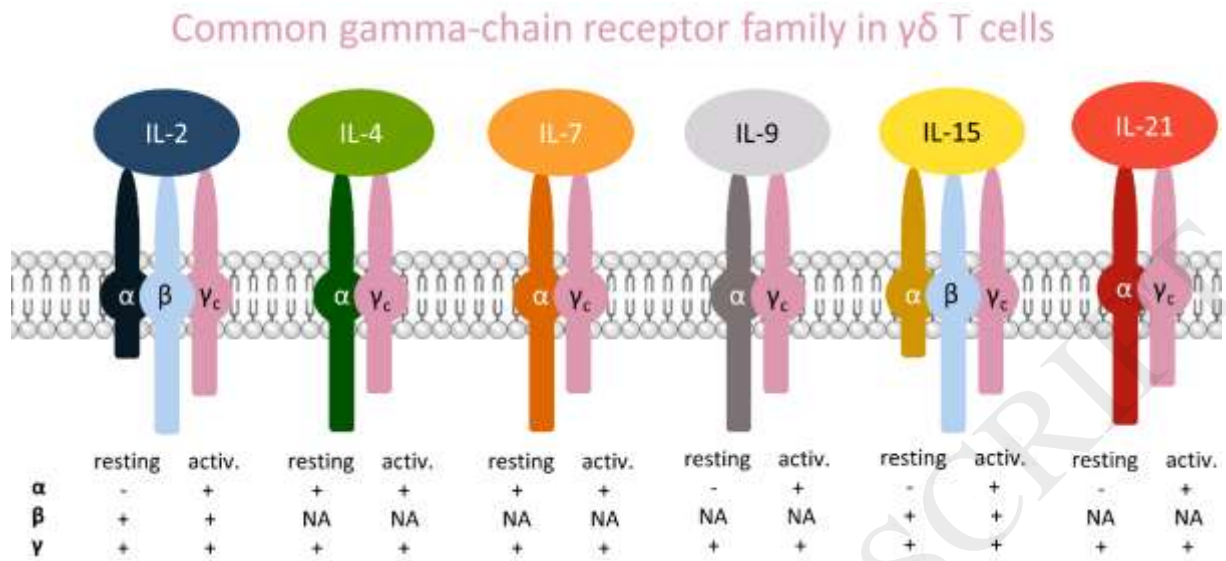 Common gamma-chain receptor family in γδ T cells
IL-2 IL-4 IL-7 IL-9 IL-15 IL-21
α β γc α γc α γc α γc α β γc α γc
resting activ. resting activ. resting activ. resting activ. resting activ. resting activ.
α - + + + + + - + - + - +
β + + NA NA NA NA NA NA + + NA NA
γ + + + + + + + + + + + +
SCRIPT